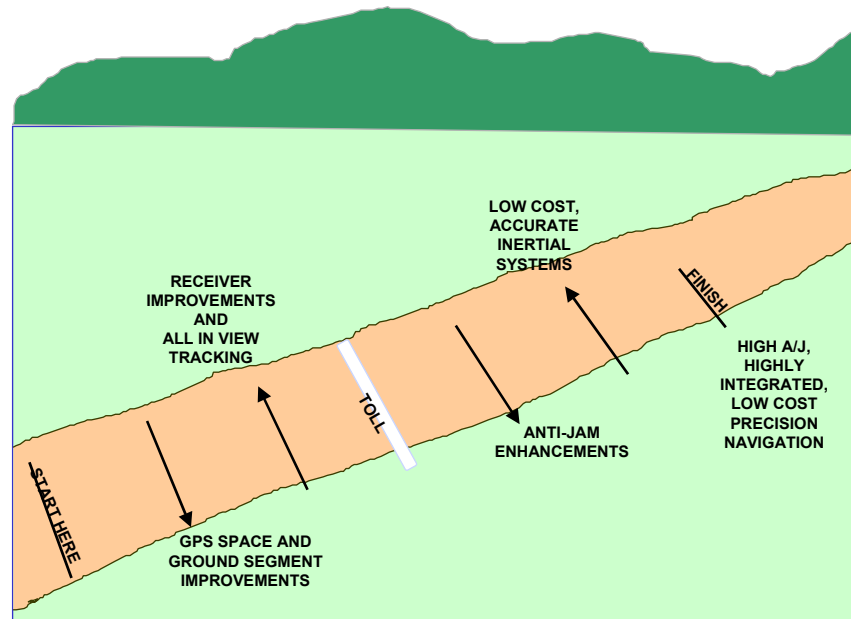 LOW COST,
ACCURATE
INERTIAL
SYSTEMS
RECEIVER
IMPROVEMENTS
AND
ALL IN VIEW
TRACKING
FINISH
HIGH A/J,
HIGHLY
INTEGRATED,
LOW COST
PRECISION
NAVIGATION
TOLL
ANTI-JAM
ENHANCEMENTS
START HERE
GPS SPACE AND
GROUND SEGMENT
IMPROVEMENTS